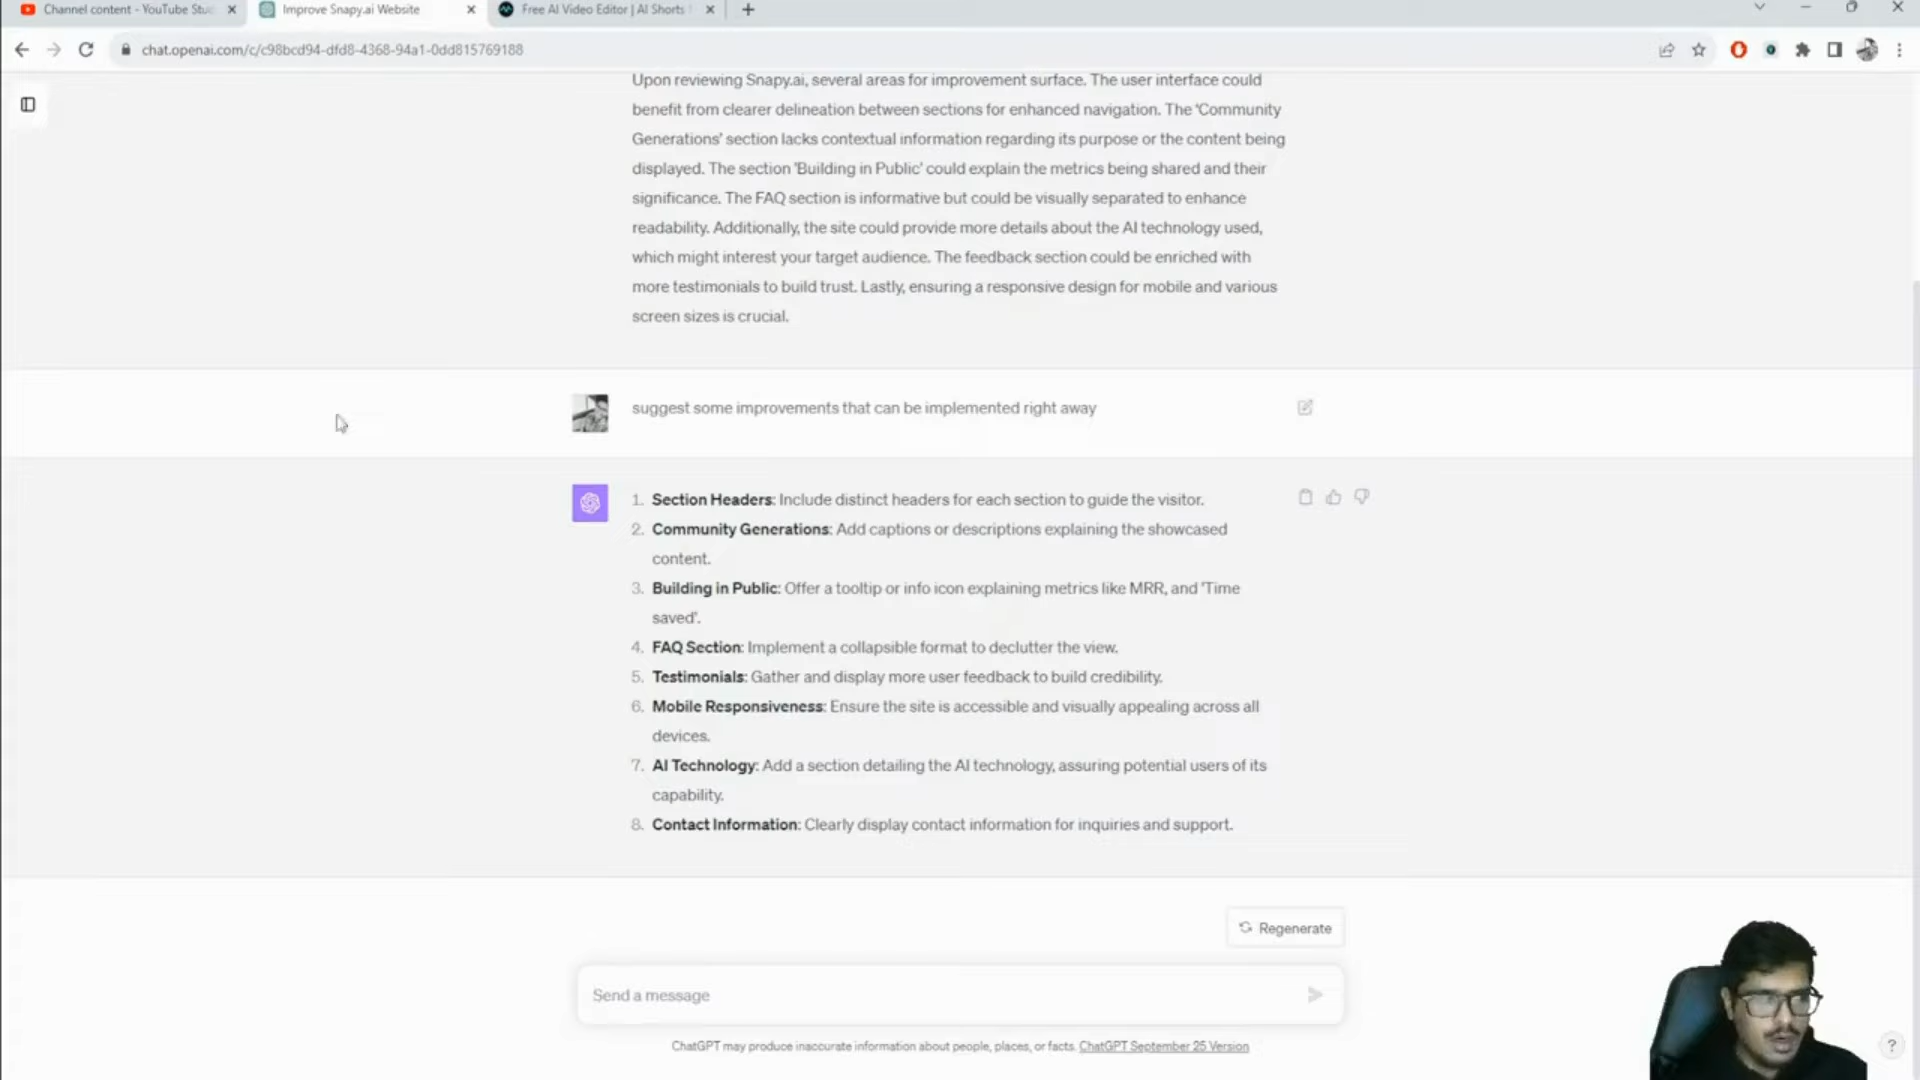 Channel content - YouTube Stu
Improve Snapy.ai Website
Free AI Video Editor | AI Shorts
chat.openai.com/c/c98bcd94-dfd8-4368-94a1-0dd815769188
Upon reviewing Snapy.ai, several areas for improvement surface. The user interface could
benefit from clearer delineation between sections for enhanced navigation. The 'Community
Generations' section lacks contextual information regarding its purpose or the content being
displayed. The section 'Building in Public' could explain the metrics being shared and their
significance. The FAQ section is informative but could be visually separated to enhance
readability. Additionally, the site could provide more details about the AI technology used,
which might interest your target audience. The feedback section could be enriched with
more testimonials to build trust. Lastly, ensuring a responsive design for mobile and various
screen sizes is crucial.
suggest some improvements that can be implemented right away
1. Section Headers: Include distinct headers for each section to guide the visitor.
2. Community Generations: Add captions or descriptions explaining the showcased
content.
3. Building in Public: Offer a tooltip or info icon explaining metrics like MRR, and 'Time
saved'.
4. FAQ Section: Implement a collapsible format to declutter the view.
5. Testimonials: Gather and display more user feedback to build credibility.
6. Mobile Responsiveness: Ensure the site is accessible and visually appealing across all
devices.
7. AI Technology: Add a section detailing the AI technology, assuring potential users of its
capability.
8. Contact Information: Clearly display contact information for inquiries and support.
Regenerate
Send a message
ChatGPT may produce inaccurate information about people, places, or facts. ChatGPT September 25 Version
?